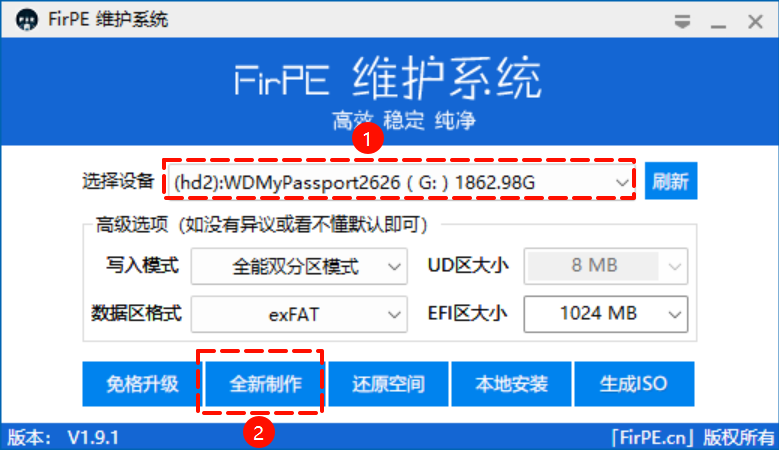 FirPE 维护系统
FirPE 维护系统
高效 稳定 纯净
1
选择设备 (hd2):WDMyPassport2626 ( G: ) 1862.98G 刷新
高级选项（如没有异议或看不懂默认即可）
写入模式 全能双分区模式 UD区大小 8 MB
数据区格式 exFAT EFI区大小 1024 MB
免格升级 全新制作 还原空间 本地安装 生成ISO
2
版本： V1.9.1 「FirPE.cn」版权所有